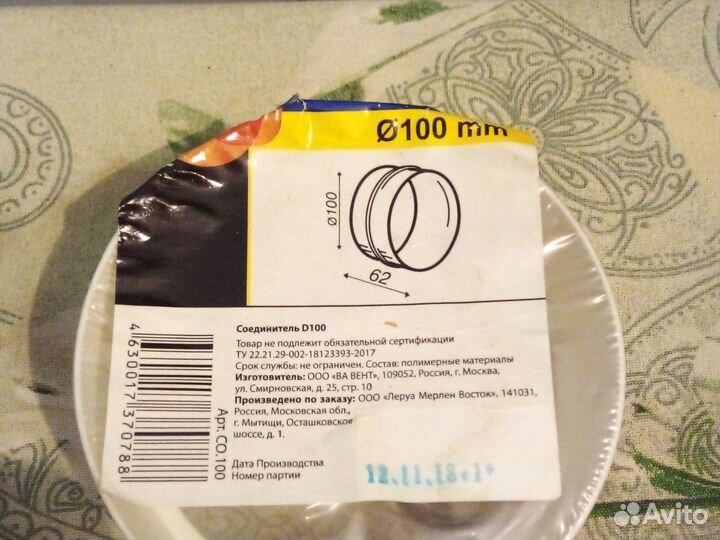 Ø100 mm
Ø100
62
Соединитель D100
Товар не подлежит обязательной сертификации
ТУ 22.21.29-002-18123393-2017
Срок службы: не ограничен. Состав: полимерные материалы
Изготовитель: ООО «ВА ВЕНТ», 109052, Россия, г. Москва,
ул. Смирновская, д. 25, стр. 10
Произведено по заказу: ООО «Леруа Мерлен Восток», 141031,
Россия, Московская обл.,
г. Мытищи, Осташковское
шоссе, д. 1.
Дата Производства
Номер партии
12.11.18.1*
4630017370788
Арт.СО.100
Avito